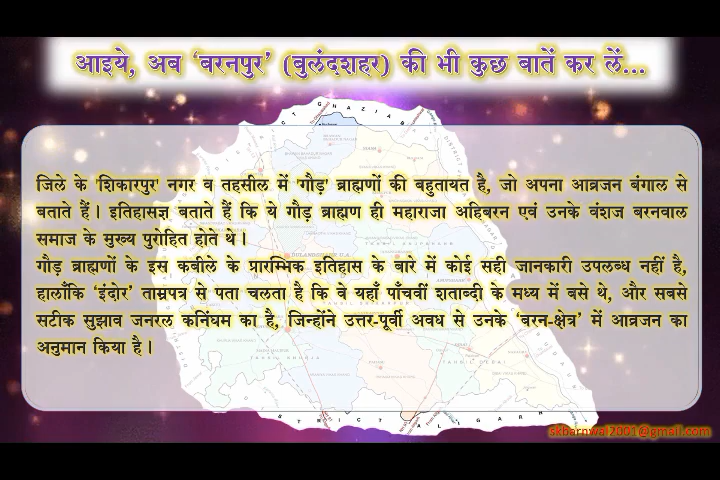 आइये, अब ‘बरनपुर’ (बुलंदशहर) की भी कुछ बातें कर लें...
जिले के 'शिकारपुर' नगर व तहसील में 'गौड़' ब्राह्मणों की बहुतायत है, जो अपना आव्रजन बंगाल से
बताते हैं। इतिहासज्ञ बताते हैं कि ये गौड़ ब्राह्मण ही महाराजा अहिबरन एवं उनके वंशज बरनवाल
समाज के मुख्य पुरोहित होते थे।
गौड़ ब्राह्मणों के इस कबीले के प्रारम्भिक इतिहास के बारे में कोई सही जानकारी उपलब्ध नहीं है,
हालाँकि ‘इंदोर’ ताम्रपत्र से पता चलता है कि वे यहाँ पाँचवीं शताब्दी के मध्य में बसे थे, और सबसे
सटीक सुझाव जनरल कनिंघम का है, जिन्होंने उत्तर-पूर्वी अवध से उनके ‘बरन-क्षेत्र’ में आव्रजन का
अनुमान किया है।
skbarnwal2001@gmail.com